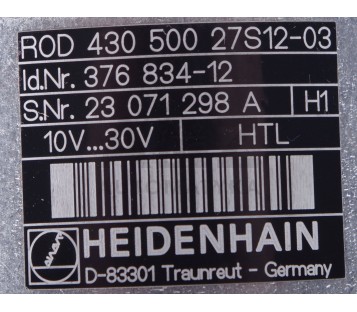 ROD 430 500 27S12-03
Id.Nr. 376 834-12
S.Nr. 23 071 298 A H1
10V...30V HTL
HEIDENHAIN
D-83301 Traunreut - Germany